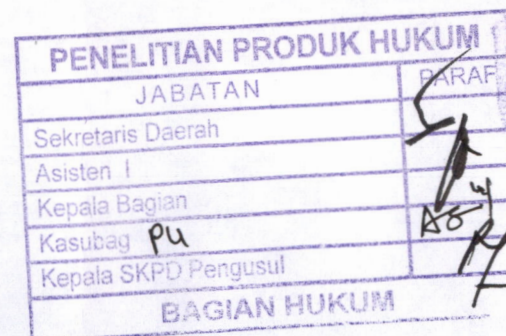 PENELITIAN PRODUK HUKUM
JABATAN PARAF
Sekretaris Daerah
Asisten I
Kepala Bagian
Kasubag PU
Kepala SKPD Pengusul
BAGIAN HUKUM